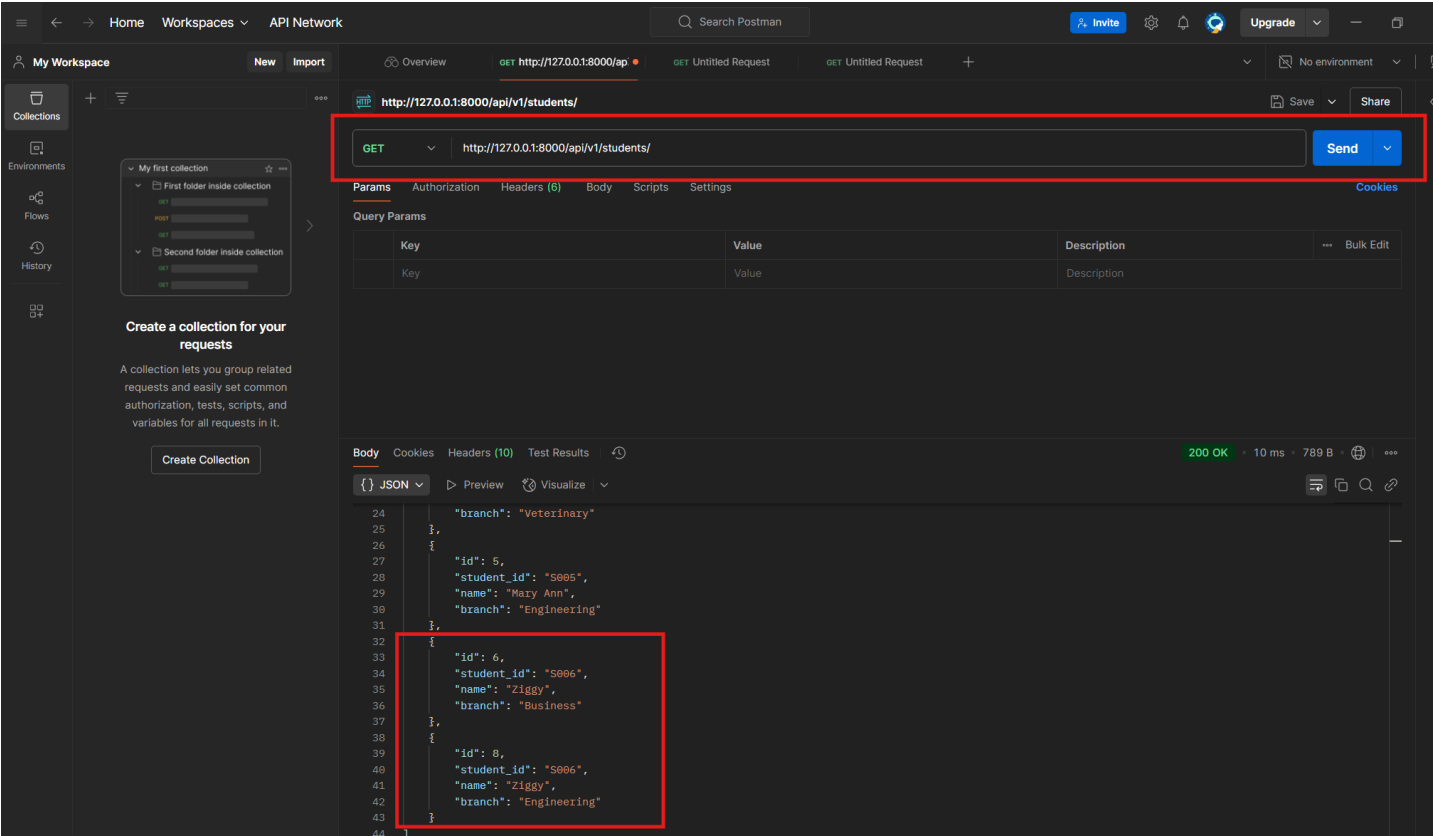 Home Workspaces API Network Search Postman Invite Upgrade
My Workspace New Import Overview GET http://127.0.0.1:8000/ap GET Untitled Request GET Untitled Request No environment
Collections
Environments
Flows
History
My first collection
First folder inside collection
GET
POST
GET
Second folder inside collection
GET
GET
Create a collection for your
requests
A collection lets you group related
requests and easily set common
authorization, tests, scripts, and
variables for all requests in it.
Create Collection
HTTP http://127.0.0.1:8000/api/v1/students/ Save Share
GET http://127.0.0.1:8000/api/v1/students/ Send
Params Authorization Headers (6) Body Scripts Settings Cookies
Query Params
Key Value Description Bulk Edit
Key Value Description
Body Cookies Headers (10) Test Results 200 OK 10 ms 789 B
{} JSON Preview Visualize
24 "branch": "Veterinary"
25 },
26 {
27 "id": 5,
28 "student_id": "S005",
29 "name": "Mary Ann",
30 "branch": "Engineering"
31 },
32 {
33 "id": 6,
34 "student_id": "S006",
35 "name": "Ziggy",
36 "branch": "Business"
37 },
38 {
39 "id": 8,
40 "student_id": "S006",
41 "name": "Ziggy",
42 "branch": "Engineering"
43 }
44 ]